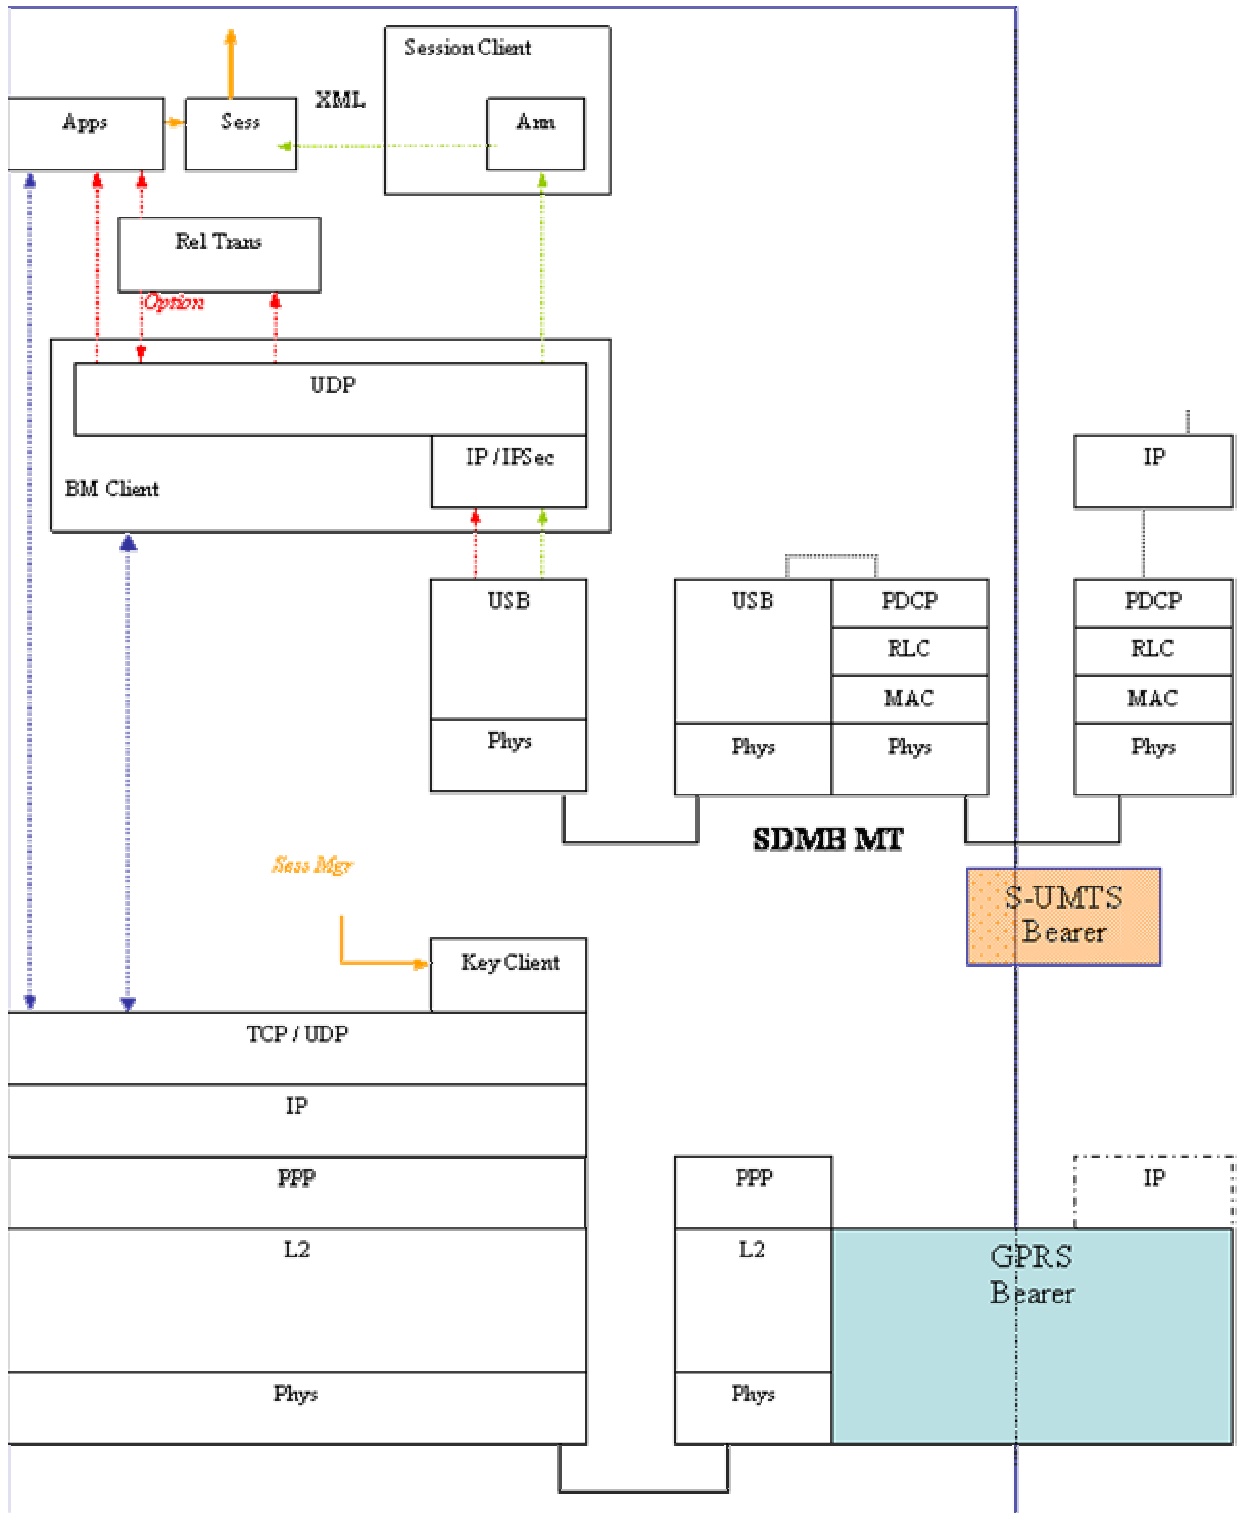 Session Client
XML
Apps
Sess
Ann
Rel Trans
Option
UDP
IP / IPSec
IP
BM Client
USB
USB
PDCP
PDCP
RLC
RLC
MAC
MAC
Phys
Phys
Phys
Phys
SDMB MT
Sess Mgr
S-UMTS
Bearer
Key Client
TCP / UDP
IP
PPP
PPP
IP
L2
L2
GPRS
Bearer
Phys
Phys